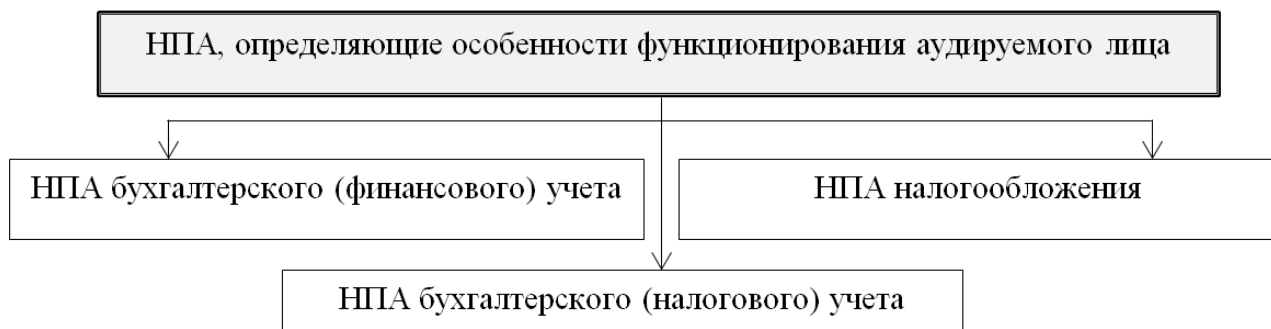 НПА, определяющие особенности функционирования аудируемого лица
НПА бухгалтерского (финансового) учета
НПА налогообложения
НПА бухгалтерского (налогового) учета